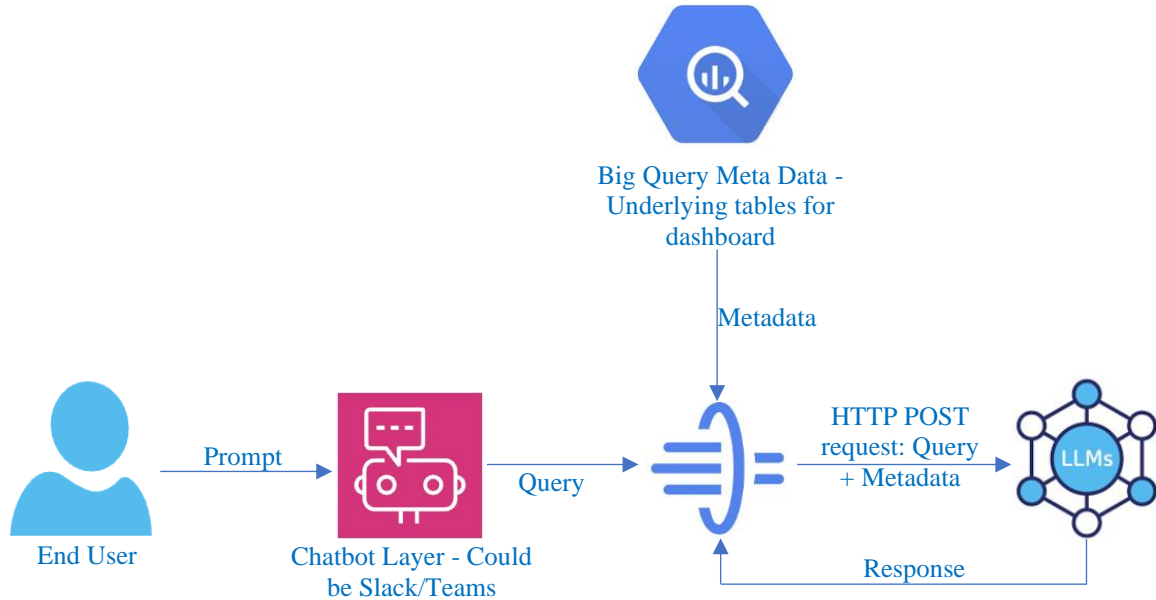 Big Query Meta Data -
Underlying tables for
dashboard
Metadata
Prompt
Query
HTTP POST
request: Query
+ Metadata
LLMs
End User
Chatbot Layer - Could
be Slack/Teams
Response